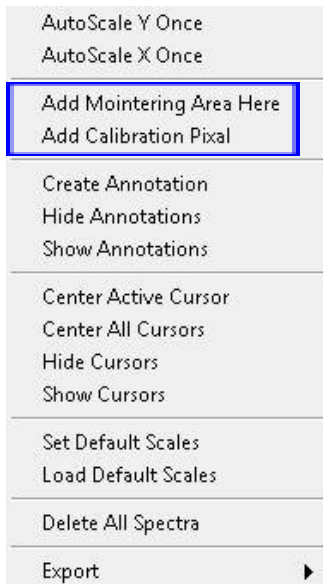 AutoScale Y Once
AutoScale X Once
Add Mointering Area Here
Add Calibration Pixal
Create Annotation
Hide Annotations
Show Annotations
Center Active Cursor
Center All Cursors
Hide Cursors
Show Cursors
Set Default Scales
Load Default Scales
Delete All Spectra
Export